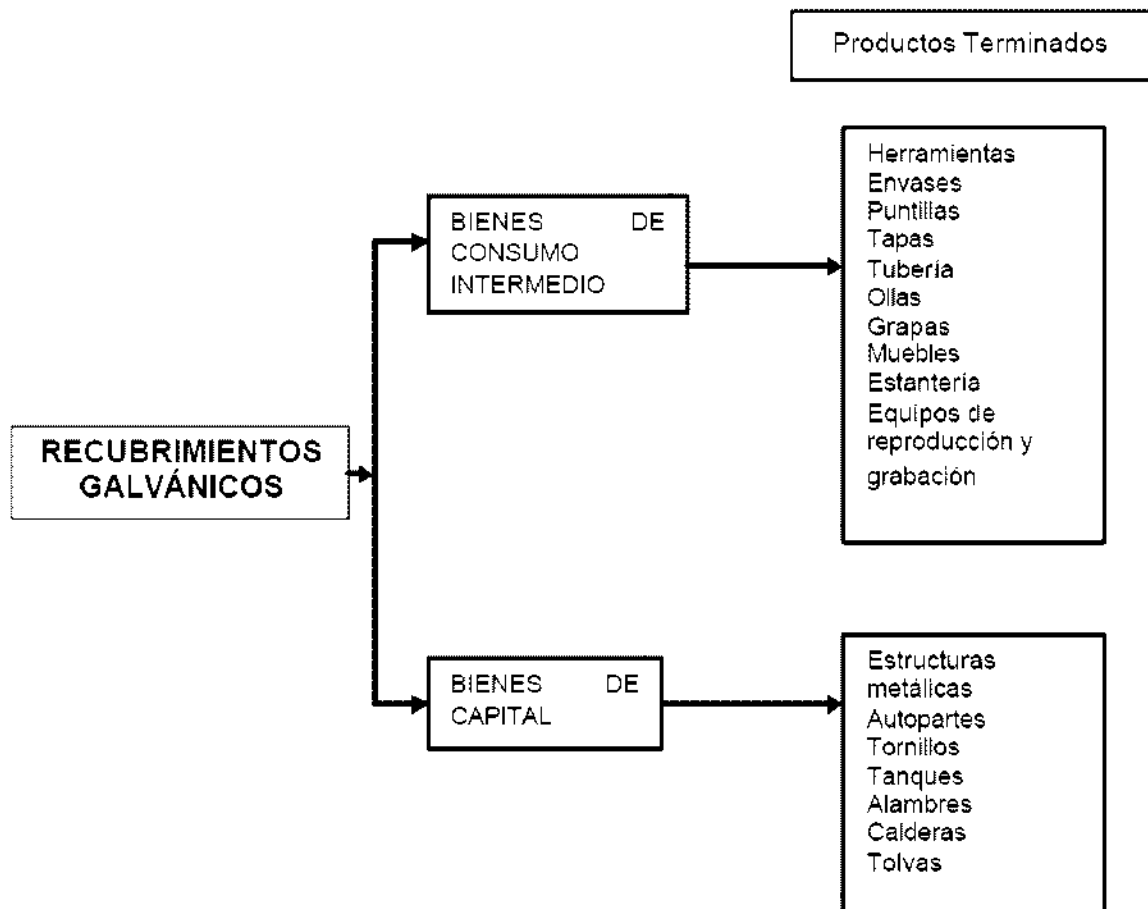 Productos Terminados
RECUBRIMIENTOS
GALVÁNICOS
BIENES DE
CONSUMO
INTERMEDIO
Herramientas
Envases
Puntillas
Tapas
Tubería
Ollas
Grapas
Muebles
Estantería
Equipos de
reproducción y
grabación
BIENES DE
CAPITAL
Estructuras
metálicas
Autopartes
Tornillos
Tanques
Alambres
Calderas
Tolvas